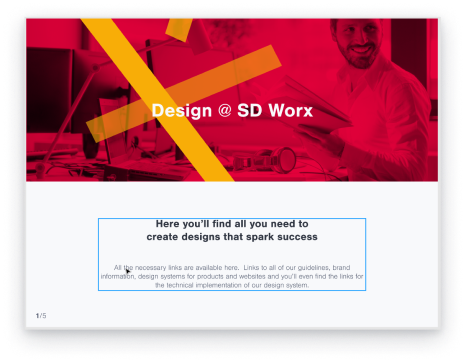 Design @ SD Worx
Here you'll find all you need to
create designs that spark success
All the necessary links are available here, Links to all of our guidelines, brand
information, design systems for products and websites and you'll even find the links for
the technical implementation of our design system.
1/5